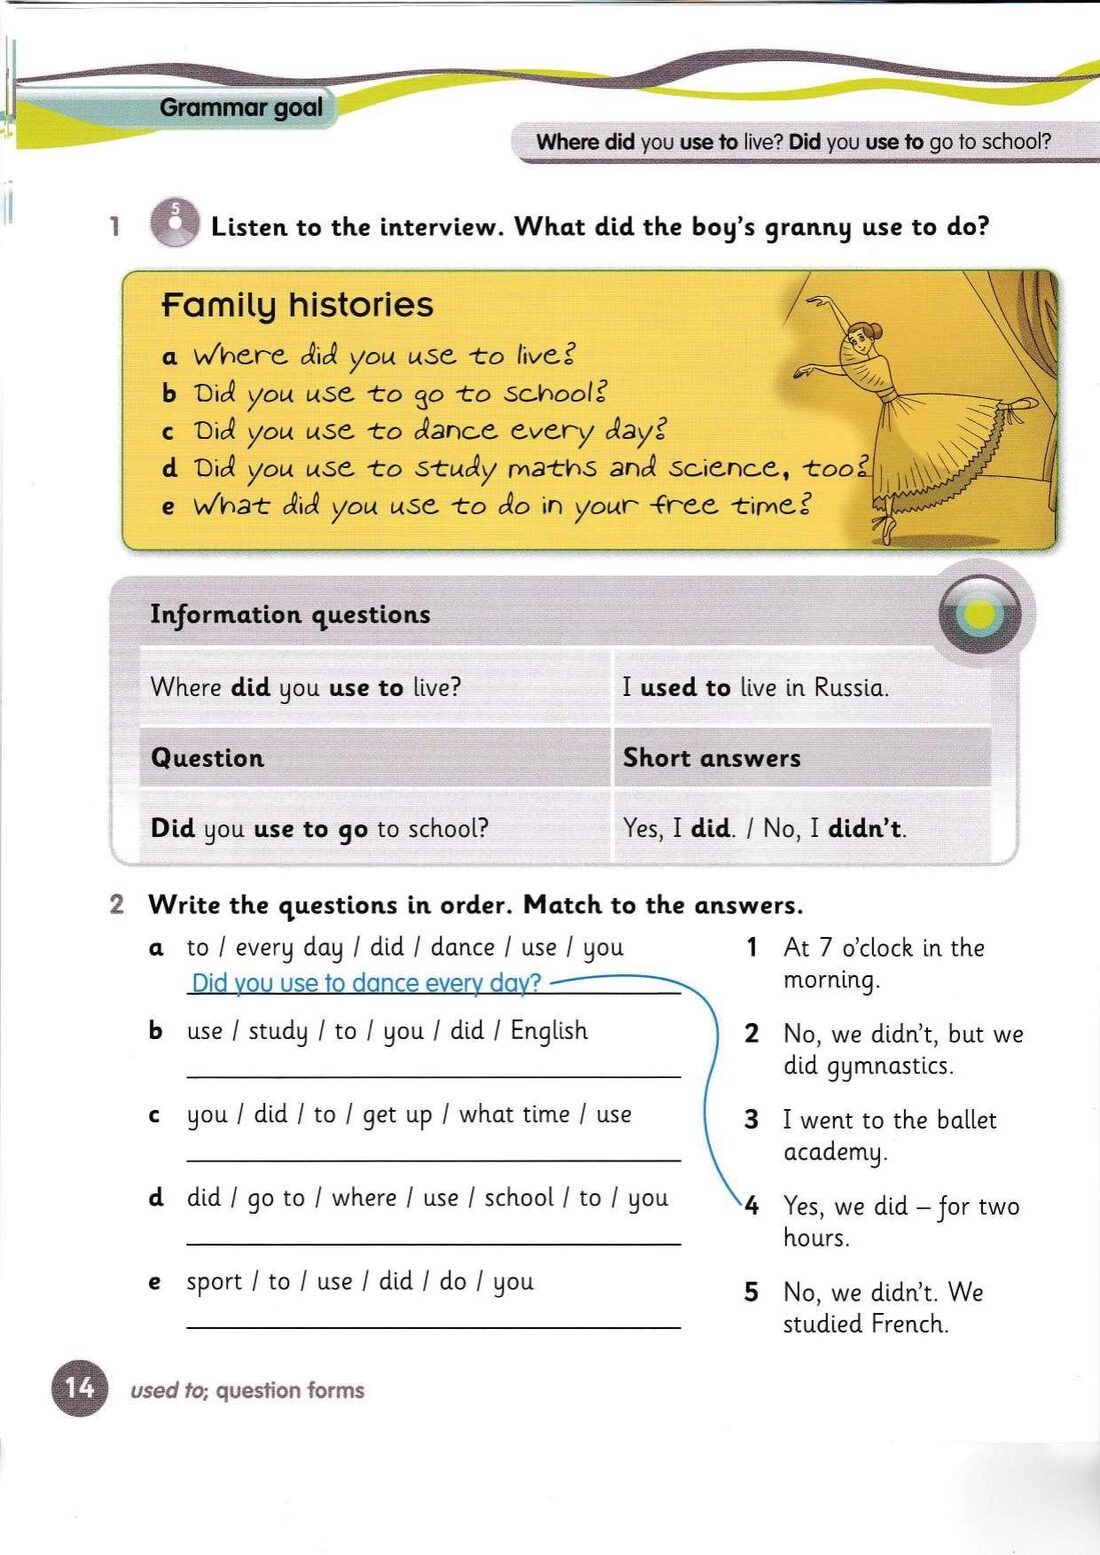 Grammar goal
Where did you use to live? Did you use to go to school?
1 5 Listen to the interview. What did the boy's granny use to do?
Family histories
a Where did you use to live?
b Did you use to go to school?
c Did you use to dance every day?
d Did you use to study maths and science, too?
e What did you use to do in your free time?
Information questions
Where did you use to live? I used to live in Russia.
Question Short answers
Did you use to go to school? Yes, I did. / No, I didn't.
2 Write the questions in order. Match to the answers.
a to / every day / did / dance / use / you
Did you use to dance every day?
b use / study / to / you / did / English
c you / did / to / get up / what time / use
d did / go to / where / use / school / to / you
e sport / to / use / did / do / you
1 At 7 o'clock in the
morning.
2 No, we didn't, but we
did gymnastics.
3 I went to the ballet
academy.
4 Yes, we did – for two
hours.
5 No, we didn't. We
studied French.
14 used to; question forms